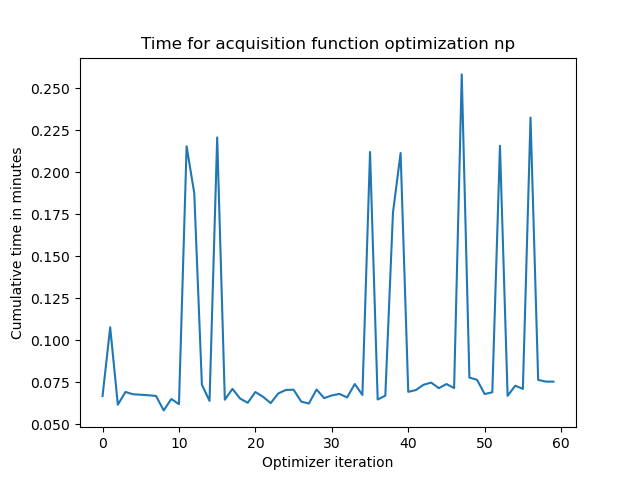 Time for acquisition function optimization np
0.250
0.225
0.200
0.175
0.150
0.125
0.100
0.075
0.050
Cumulative time in minutes
0 10 20 30 40 50 60
Optimizer iteration